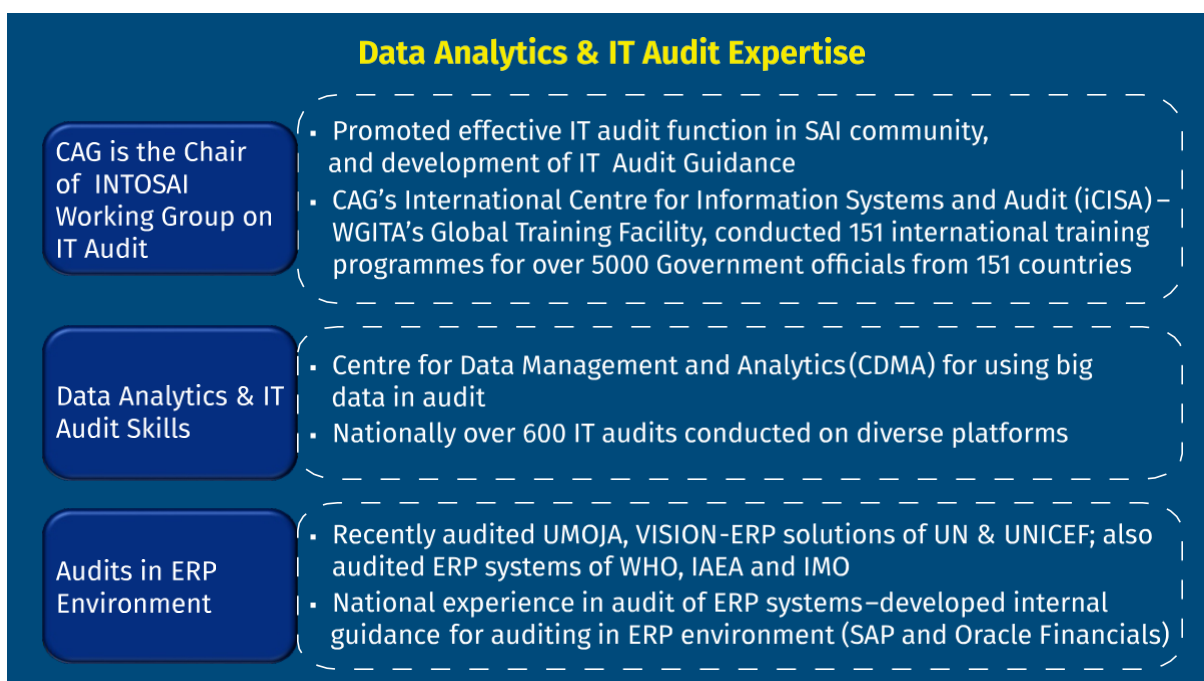 Data Analytics & IT Audit Expertise
CAG is the Chair
of INTOSAI
Working Group on
IT Audit
▪ Promoted effective IT audit function in SAI community,
and development of IT Audit Guidance
▪ CAG's International Centre for Information Systems and Audit (iCISA) –
WGITA's Global Training Facility, conducted 151 international training
programmes for over 5000 Government officials from 151 countries
Data Analytics & IT
Audit Skills
▪ Centre for Data Management and Analytics (CDMA) for using big
data in audit
▪ Nationally over 600 IT audits conducted on diverse platforms
Audits in ERP
Environment
▪ Recently audited UMOJA, VISION-ERP solutions of UN & UNICEF; also
audited ERP systems of WHO, IAEA and IMO
▪ National experience in audit of ERP systems–developed internal
guidance for auditing in ERP environment (SAP and Oracle Financials)